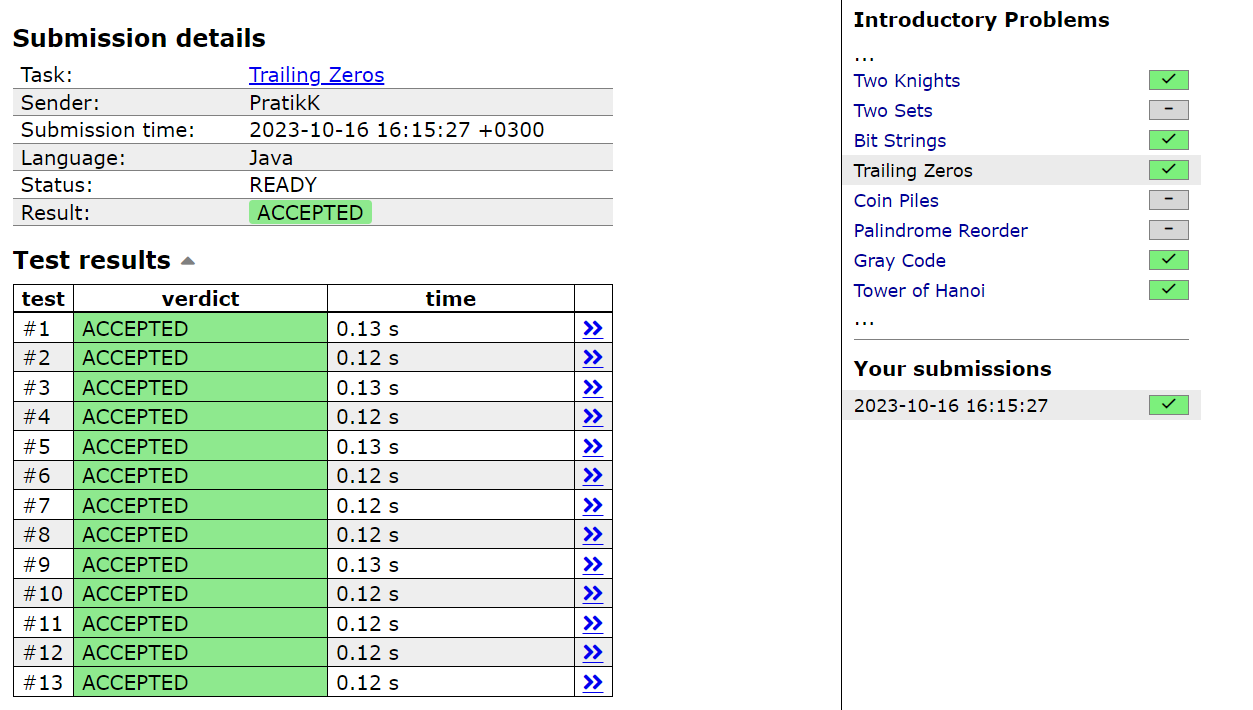 Submission details
Task: Trailing Zeros
Sender: PratikK
Submission time: 2023-10-16 16:15:27 +0300
Language: Java
Status: READY
Result: ACCEPTED
Test results
test verdict time
#1 ACCEPTED 0.13 s »
#2 ACCEPTED 0.12 s »
#3 ACCEPTED 0.13 s »
#4 ACCEPTED 0.12 s »
#5 ACCEPTED 0.13 s »
#6 ACCEPTED 0.12 s »
#7 ACCEPTED 0.12 s »
#8 ACCEPTED 0.12 s »
#9 ACCEPTED 0.13 s »
#10 ACCEPTED 0.12 s »
#11 ACCEPTED 0.12 s »
#12 ACCEPTED 0.12 s »
#13 ACCEPTED 0.12 s »
Introductory Problems
...
Two Knights ✓
Two Sets –
Bit Strings ✓
Trailing Zeros ✓
Coin Piles –
Palindrome Reorder –
Gray Code ✓
Tower of Hanoi ✓
...
Your submissions
2023-10-16 16:15:27 ✓